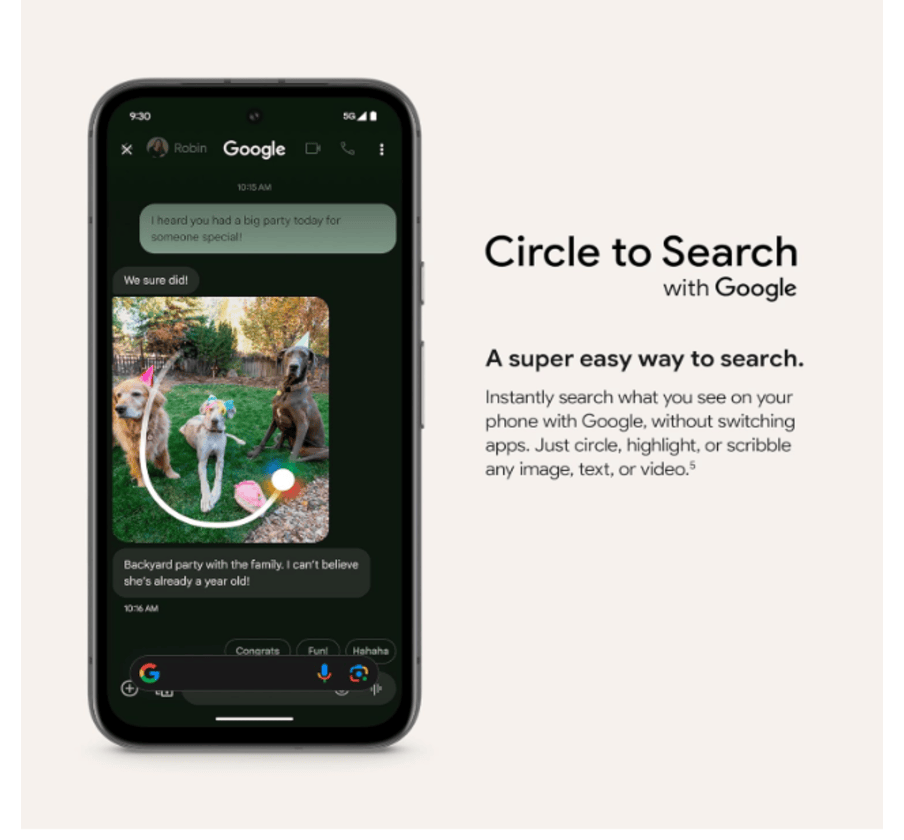 9:30
5G
Robin
Google
10:15 AM
I heard you had a big party today for
someone special!
We sure did!
Backyard party with the family. I can't believe
she's already a year old!
10:16 AM
Congrats
Fun!
Hahaha
Circle to Search
with Google
A super easy way to search.
Instantly search what you see on your
phone with Google, without switching
apps. Just circle, highlight, or scribble
any image, text, or video.⁵